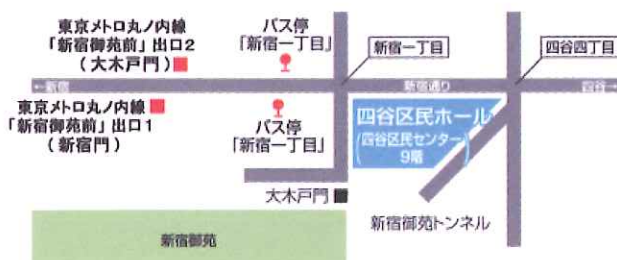 東京メトロ丸ノ内線
「新宿御苑前」出口2
(大木戸門)
バス停
「新宿一丁目」
新宿一丁目
四谷四丁目
←新宿
新宿通り
四谷→
東京メトロ丸ノ内線
「新宿御苑前」出口1
(新宿門)
バス停
「新宿一丁目」
四谷区民ホール
(四谷区民センター
9階)
大木戸門
新宿御苑トンネル
新宿御苑